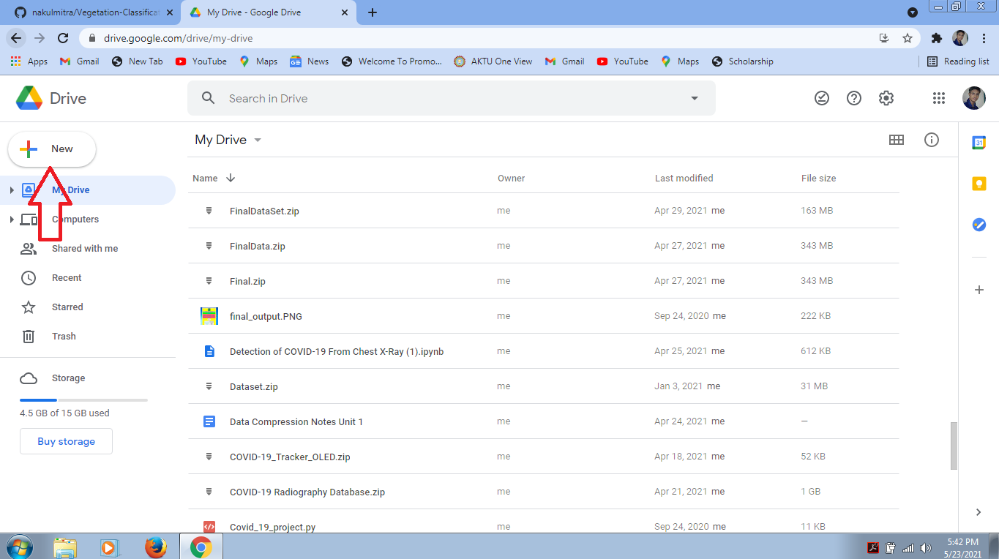 nakulmitra/Vegetation-Classificat
My Drive - Google Drive
drive.google.com/drive/my-drive
Apps
Gmail
New Tab
YouTube
Maps
News
Welcome To Promo...
AKTU One View
Gmail
YouTube
Maps
Scholarship
Reading list
Drive
Search in Drive
New
My Drive
Computers
Shared with me
Recent
Starred
Trash
Storage
4.5 GB of 15 GB used
Buy storage
My Drive
Name Owner Last modified File size
FinalDataSet.zip me Apr 29, 2021 me 163 MB
FinalData.zip me Apr 27, 2021 me 343 MB
Final.zip me Apr 27, 2021 me 343 MB
final_output.PNG me Sep 24, 2020 me 222 KB
Detection of COVID-19 From Chest X-Ray (1).ipynb me Apr 25, 2021 me 612 KB
Dataset.zip me Jan 3, 2021 me 31 MB
Data Compression Notes Unit 1 me Apr 24, 2021 me —
COVID-19_Tracker_OLED.zip me Apr 18, 2021 me 52 KB
COVID-19 Radiography Database.zip me Apr 21, 2021 me 1 GB
Covid_19_project.py me Sep 24, 2020 me 11 KB
31
5:42 PM
5/23/2021